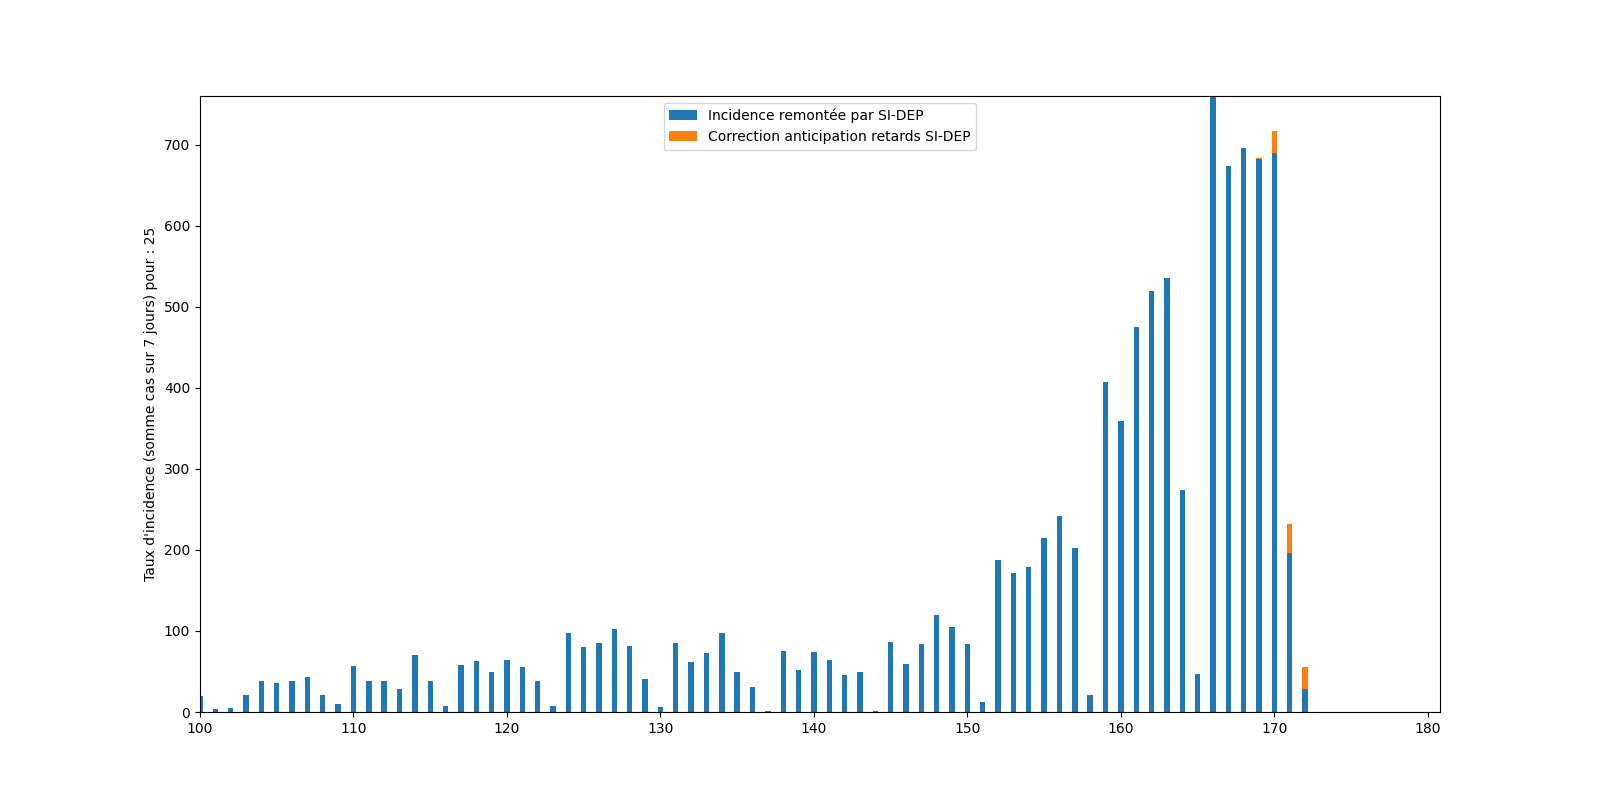 Incidence remontée par SI-DEP
Correction anticipation retards SI-DEP
Taux d'incidence (somme cas sur 7 jours) pour : 25
700
600
500
400
300
200
100
0
100 110 120 130 140 150 160 170 180